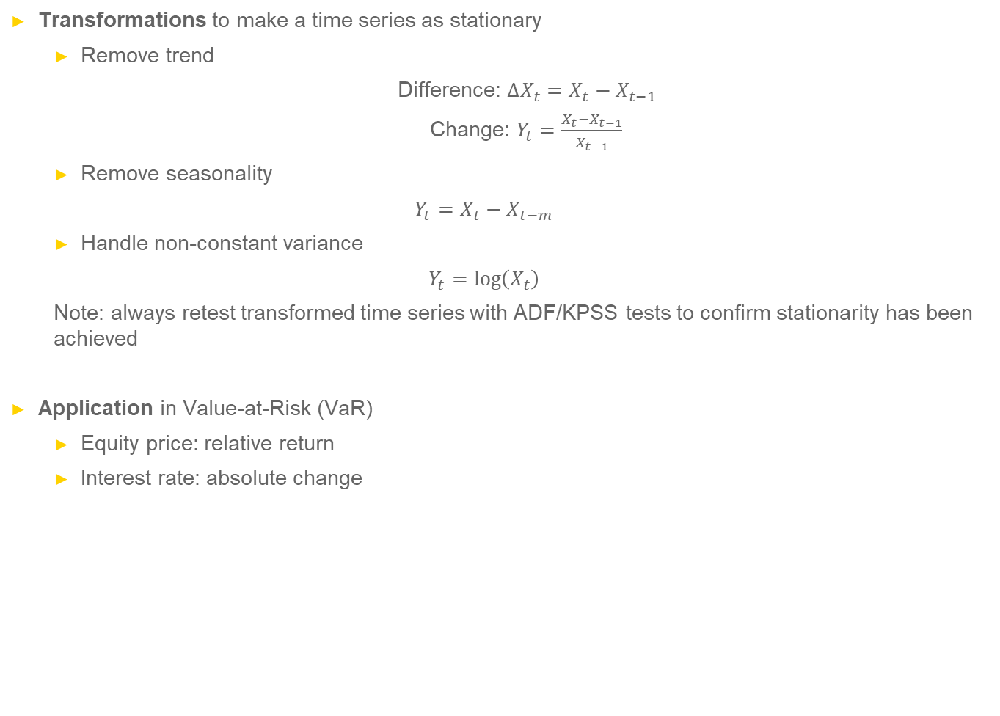 ► Transformations to make a time series as stationary
► Remove trend
Difference: ΔX_t = X_t − X_{t−1}
Change: Y_t = \frac{X_t−X_{t−1}}{X_{t−1}}
► Remove seasonality
Y_t = X_t − X_{t−m}
► Handle non-constant variance
Y_t = log(X_t)
Note: always retest transformed time series with ADF/KPSS tests to confirm stationarity has been
achieved
► Application in Value-at-Risk (VaR)
► Equity price: relative return
► Interest rate: absolute change